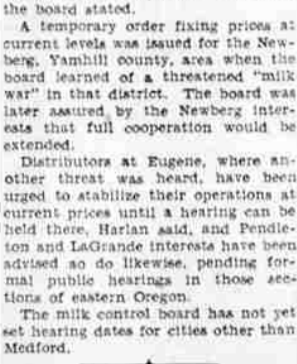 the board stated.
A temporary order fixing prices at
current levels was issued for the New-
berg, Yamhill county, area when the
board learned of a threatened "milk
war" in that district. The board was
later assured by the Newberg inter-
ests that full cooperation would be
extended.
Distributors at Eugene, where an-
other threat was heard, have been
urged to stabilize their operations at
current prices until a hearing can be
held there, Harlan said, and Pendle-
ton and LaGrande interests have been
advised to do likewise, pending for-
mal public hearings in those sec-
tions of eastern Oregon.
The milk control board has not yet
set hearing dates for cities other than
Medford.